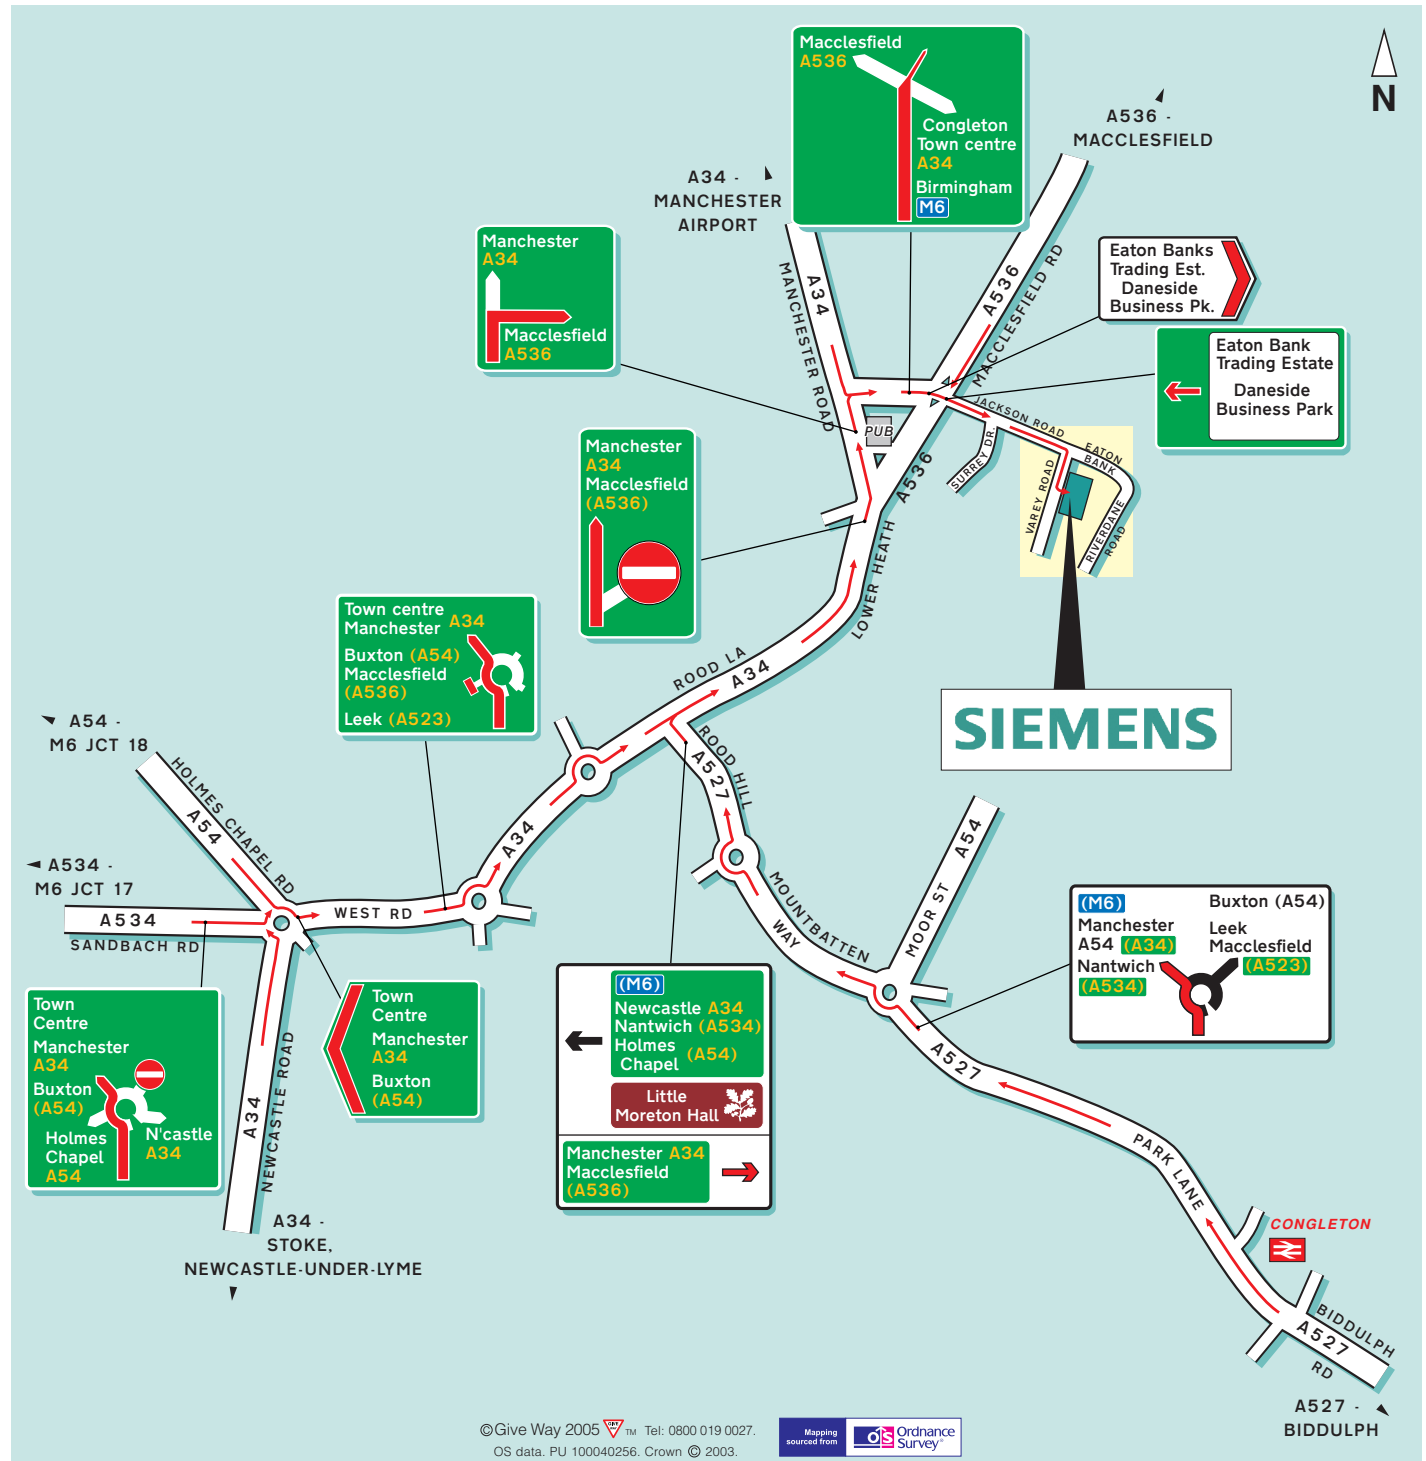 Macclesfield
A536
Congleton
Town centre
A34
Birmingham
M6
N
A536 -
MACCLESFIELD
A34 -
MANCHESTER
AIRPORT
Manchester
A34
Macclesfield
A536
A34
MANCHESTER ROAD
A536
MACCLESFIELD RD
Eaton Banks
Trading Est.
Daneside
Business Pk.
Eaton Bank
Trading Estate
Daneside
Business Park
PUB
JACKSON ROAD
SURREY DR.
EATON
BANK
VAREY ROAD
RIVERDANE
ROAD
A536
Manchester
A34
Macclesfield
(A536)
LOWER HEATH
SIEMENS
Town centre
Manchester A34
Buxton (A54)
Macclesfield
(A536)
Leek (A523)
ROOD LA
A34
A54 -
M6 JCT 18
HOLMES CHAPEL RD
A54
ROOD HILL
A527
A34
A534 -
M6 JCT 17
A534
SANDBACH RD
WEST RD
MOUNTBATTEN
WAY
MOOR ST
A54
(M6)
Manchester
A54 (A34)
Nantwich
(A534)
Buxton (A54)
Leek
Macclesfield
(A523)
Town
Centre
Manchester
A34
Buxton
(A54)
Holmes
Chapel
A54
N'castle
A34
Town
Centre
Manchester
A34
Buxton
(A54)
A34
NEWCASTLE ROAD
A34 -
STOKE,
NEWCASTLE-UNDER-LYME
(M6)
Newcastle A34
Nantwich (A534)
Holmes
Chapel (A54)
Little
Moreton Hall
Manchester A34
Macclesfield
(A536)
A527
PARK LANE
CONGLETON
A527
BIDDULPH
RD
A527 -
BIDDULPH
©Give Way 2005 GIVE WAY TM Tel: 0800 019 0027.
OS data. PU 100040256. Crown © 2003.
Mapping
sourced from
OS Ordnance
Survey®